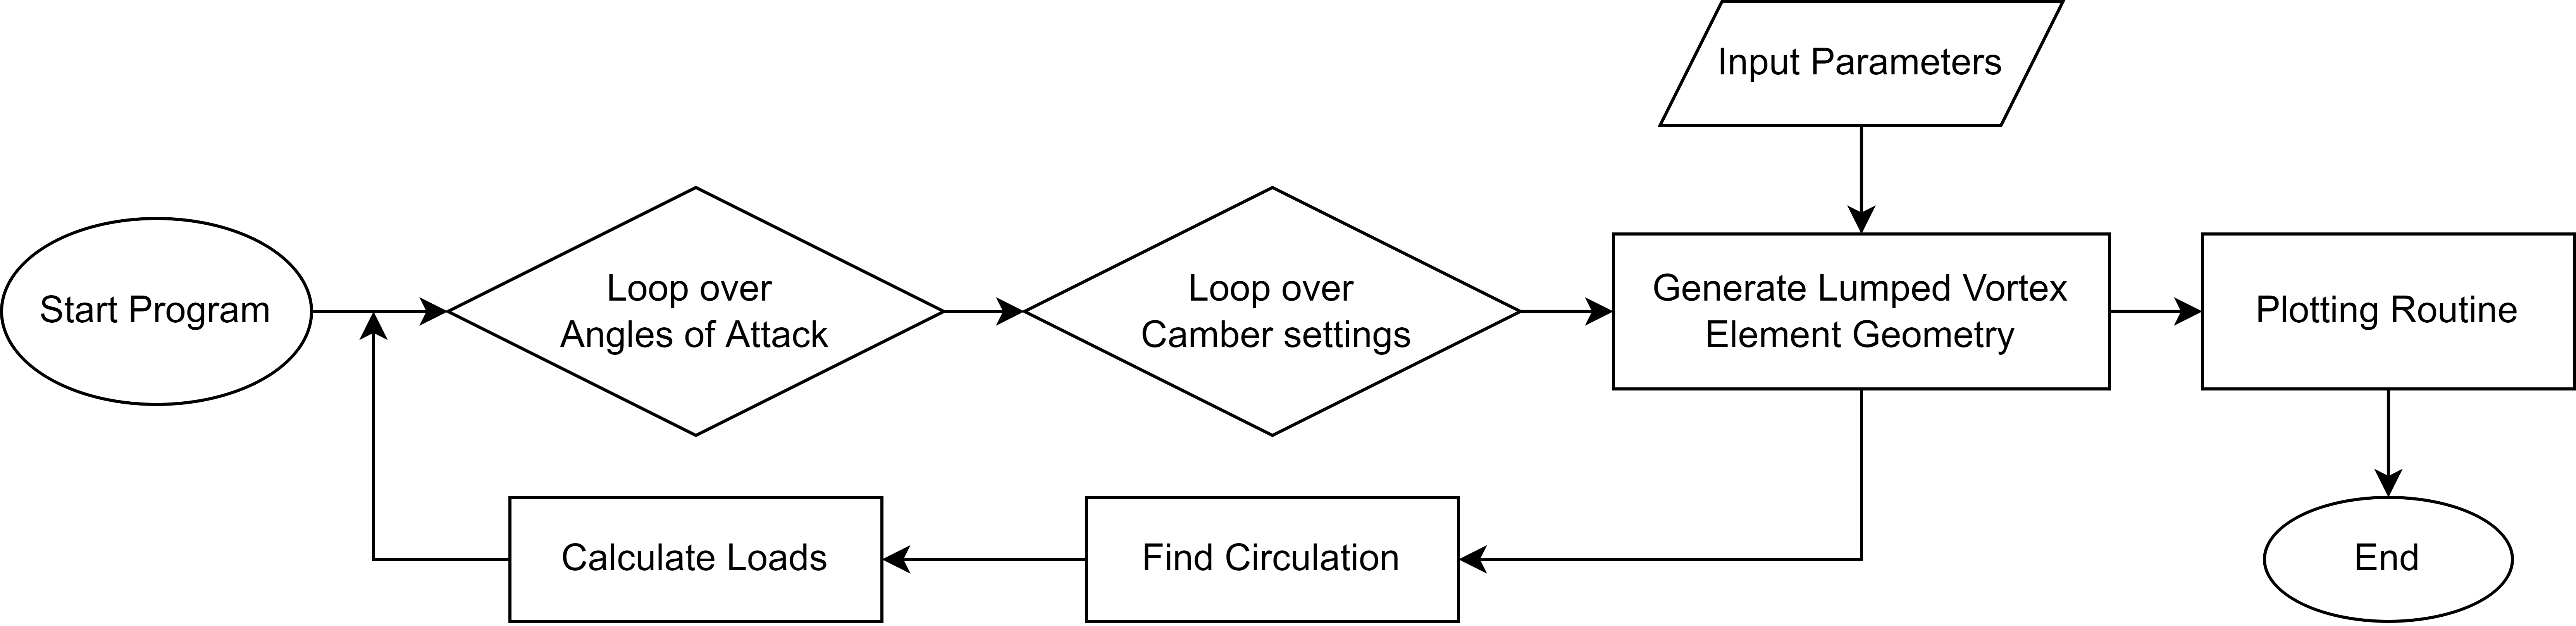 Input Parameters
Start Program
Loop over
Angles of Attack
Loop over
Camber settings
Generate Lumped Vortex
Element Geometry
Plotting Routine
Calculate Loads
Find Circulation
End